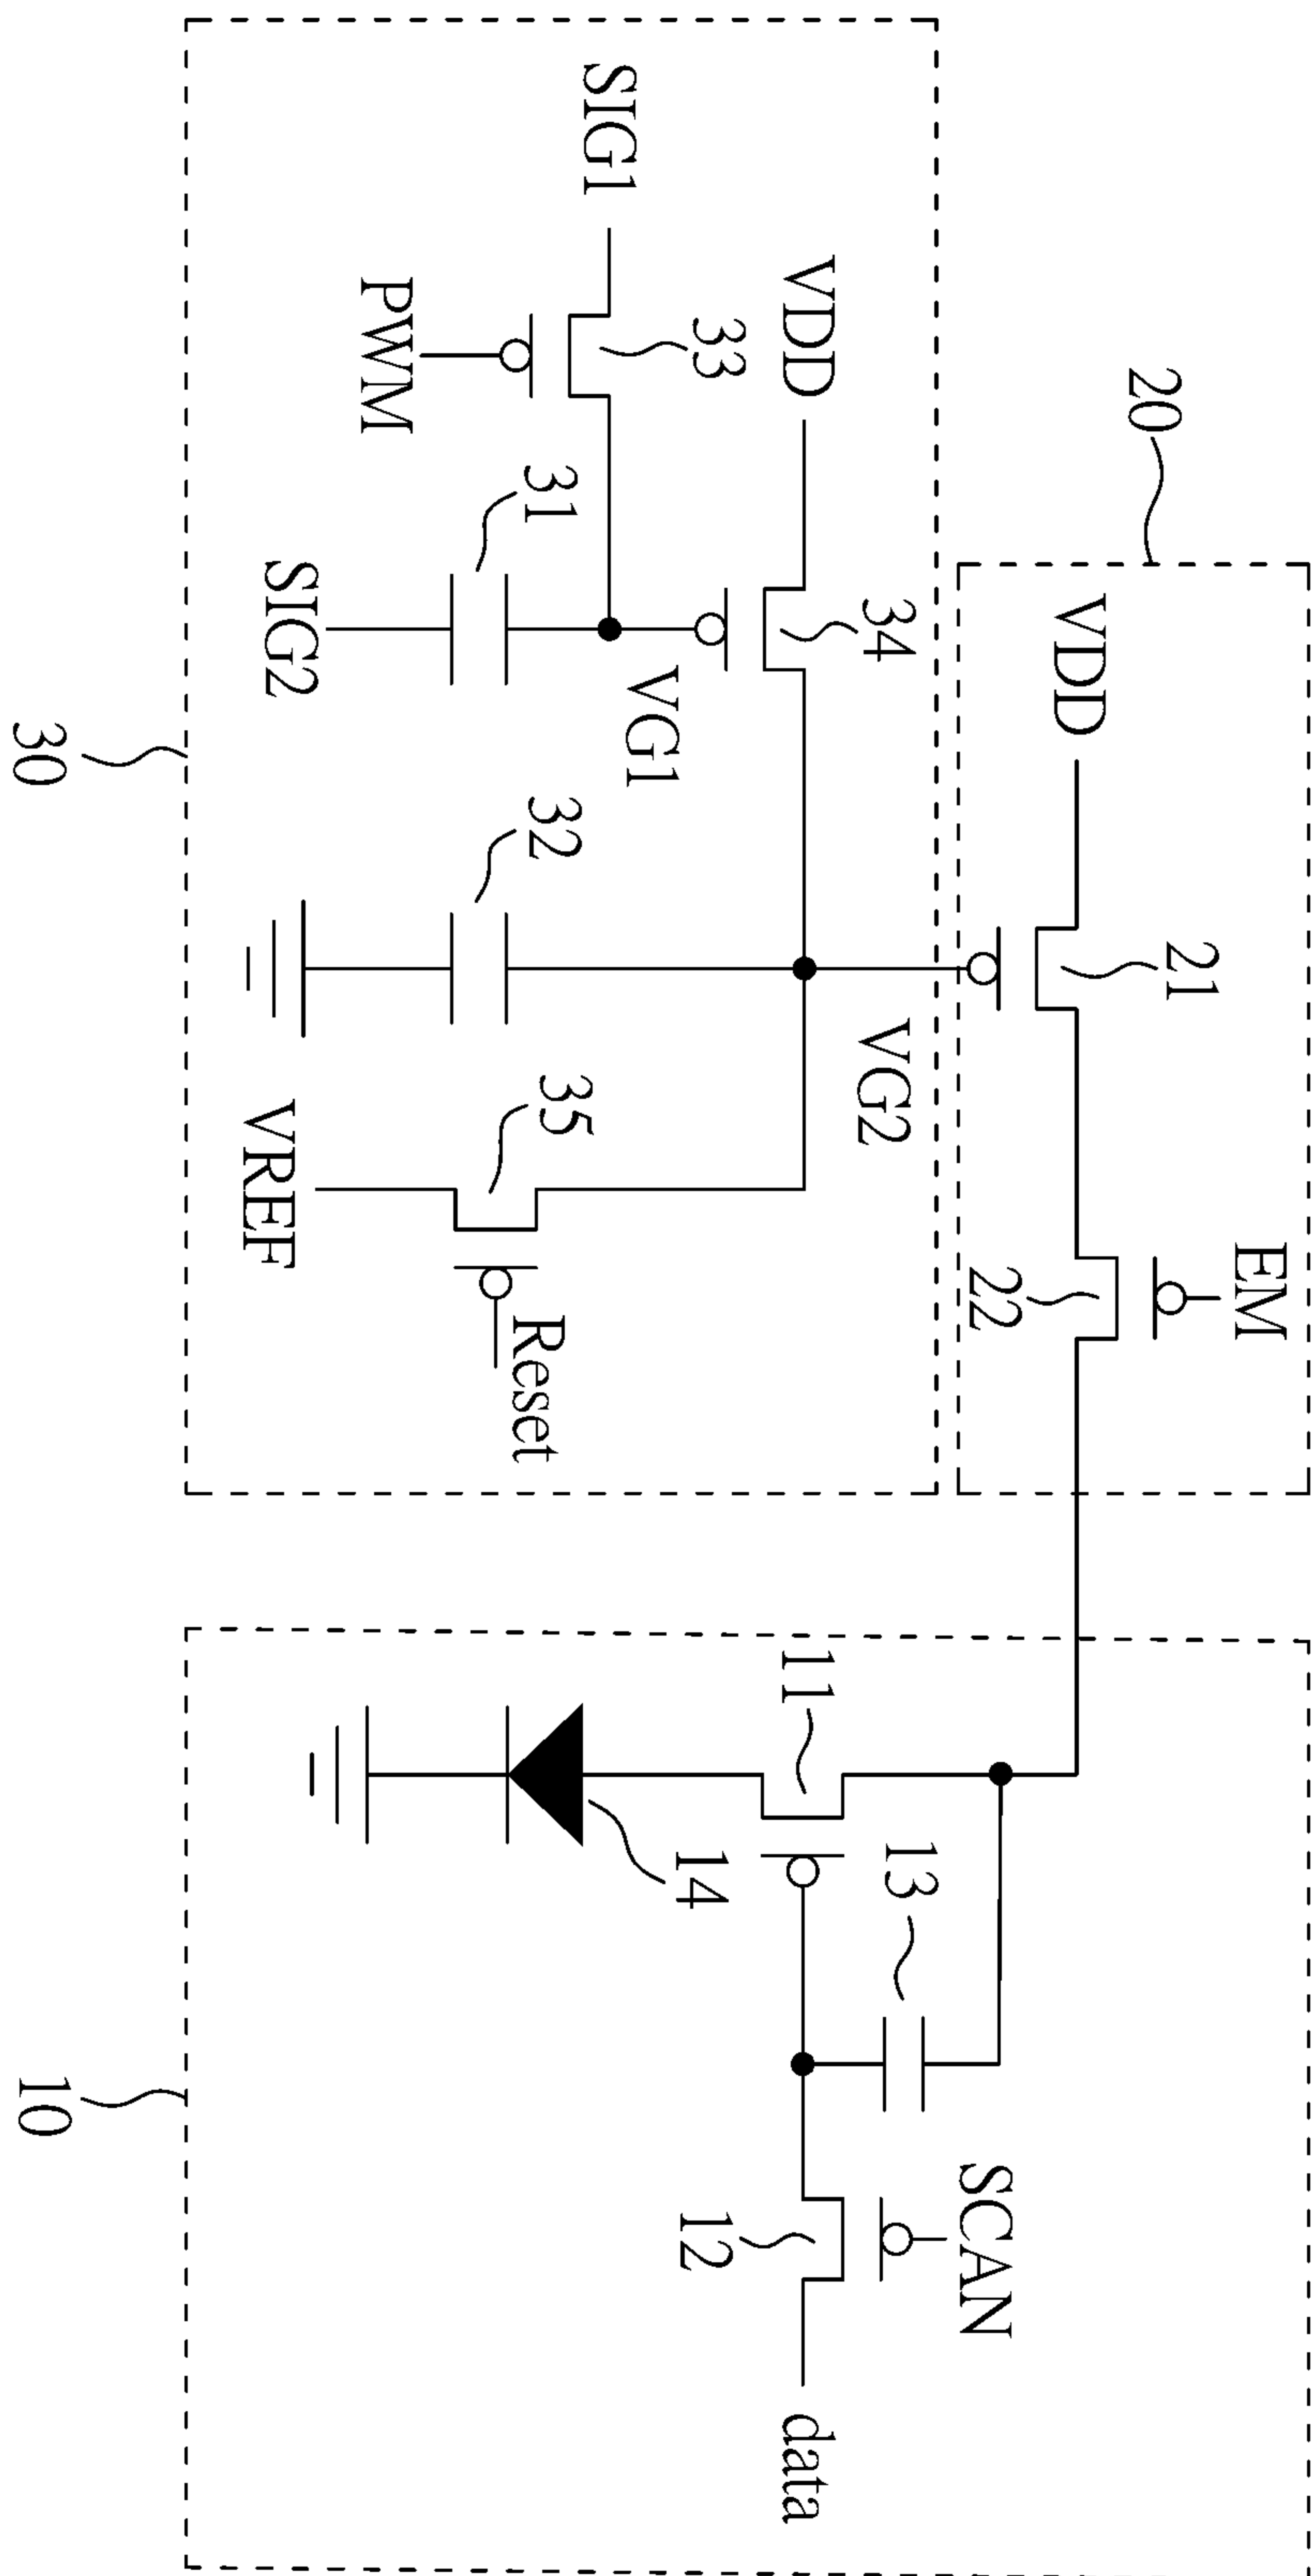 EM
20
21
VDD
22
SCAN
34
VG2
13
VDD
11
data
33
14
12
VG1
SIG1
31
32
35
Reset
PWM
SIG2
VREF
30
10